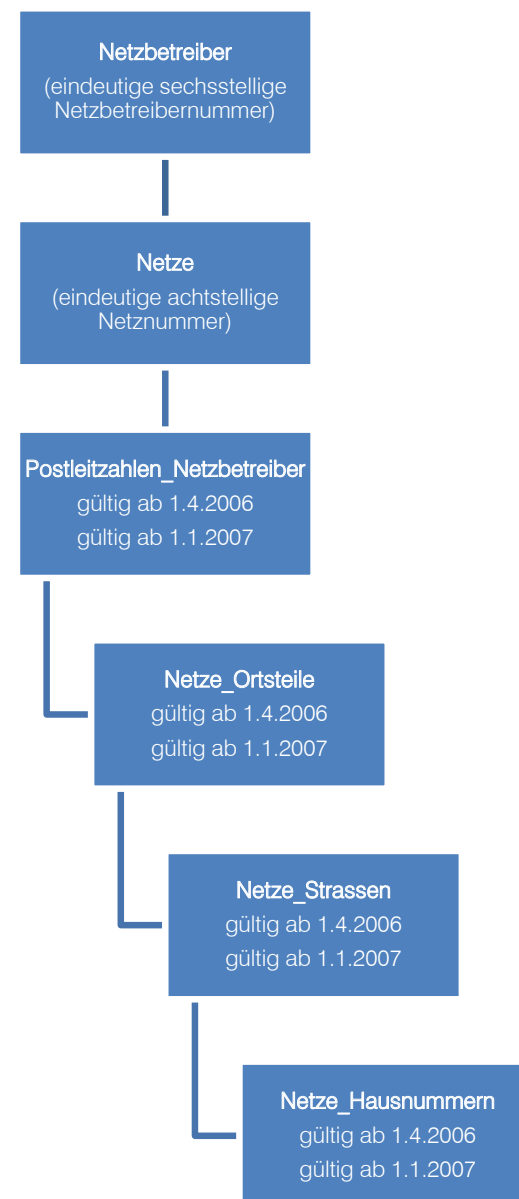 Netzbetreiber
(eindeutige sechsstellige
Netzbetreibernummer)
Netze
(eindeutige achtstellige
Netznummer)
Postleitzahlen_Netzbetreiber
gültig ab 1.4.2006
gültig ab 1.1.2007
Netze_Ortsteile
gültig ab 1.4.2006
gültig ab 1.1.2007
Netze_Strassen
gültig ab 1.4.2006
gültig ab 1.1.2007
Netze_Hausnummern
gültig ab 1.4.2006
gültig ab 1.1.2007